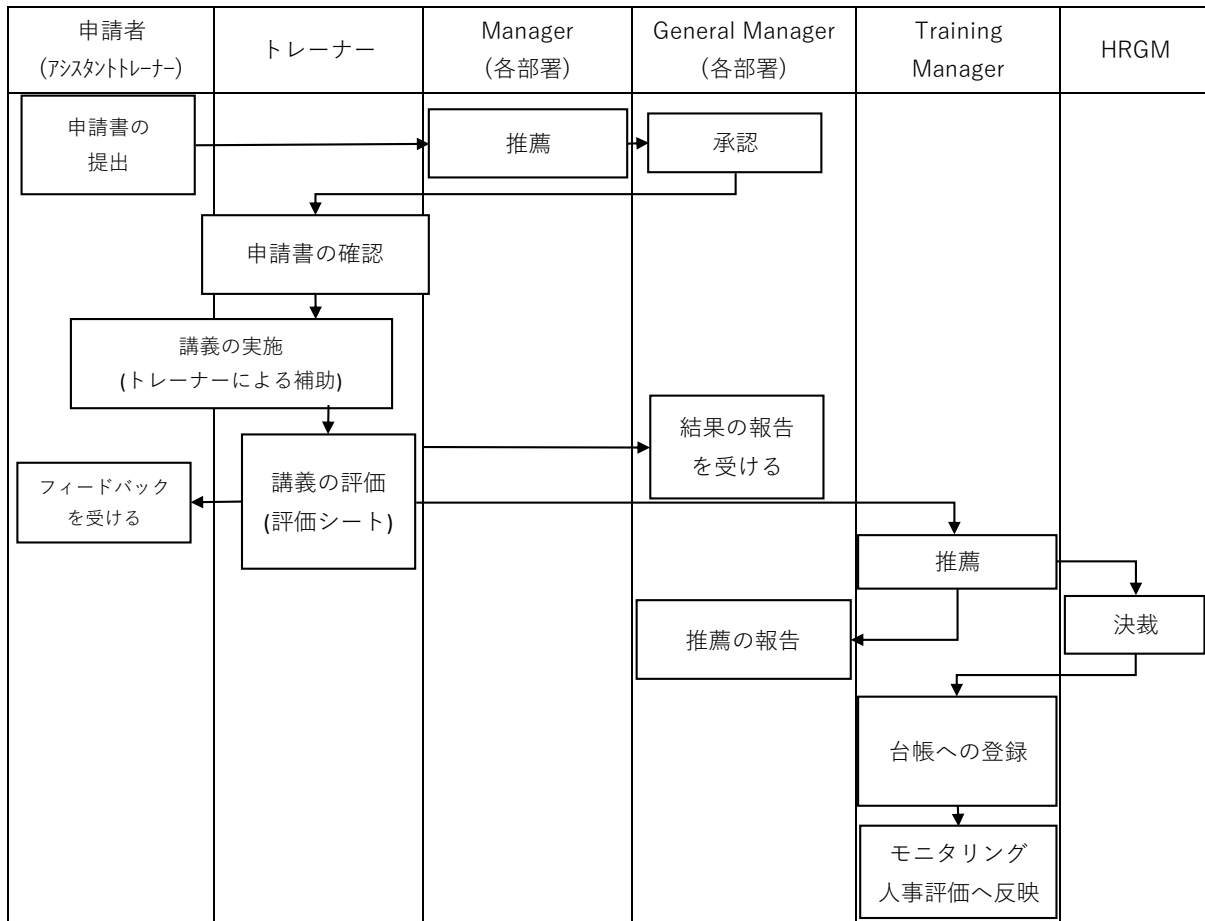 申請者
(ｱｼｽﾀﾝﾄﾄﾚｰﾅｰ)
トレーナー
Manager
(各部署)
General Manager
(各部署)
Training
Manager
HRGM
申請書の
提出
推薦
承認
申請書の確認
講義の実施
(トレーナーによる補助)
結果の報告
を受ける
フィードバック
を受ける
講義の評価
(評価シート)
推薦
推薦の報告
決裁
台帳への登録
モニタリング
人事評価へ反映